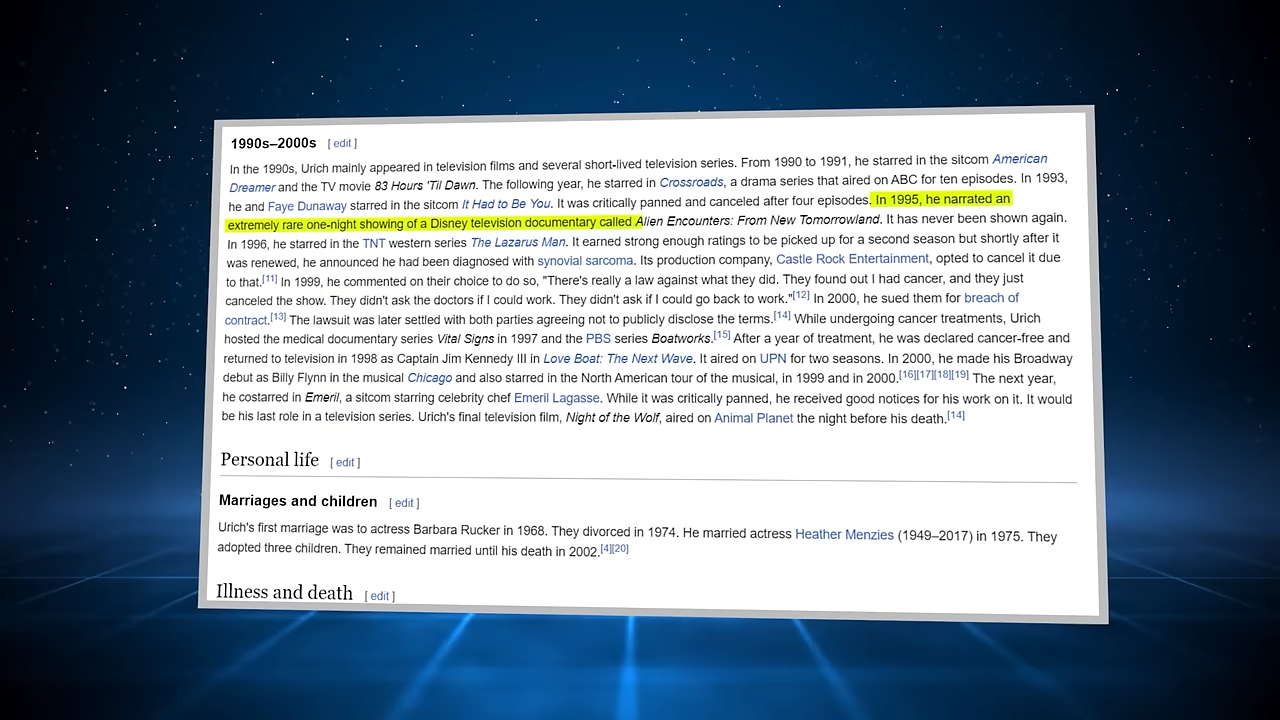 1990s–2000s [ edit ]
In the 1990s, Urich mainly appeared in television films and several short-lived television series. From 1990 to 1991, he starred in the sitcom American
Dreamer and the TV movie 83 Hours 'Til Dawn. The following year, he starred in Crossroads, a drama series that aired on ABC for ten episodes. In 1993,
he and Faye Dunaway starred in the sitcom It Had to Be You. It was critically panned and canceled after four episodes. In 1995, he narrated an
extremely rare one-night showing of a Disney television documentary called Alien Encounters: From New Tomorrowland. It has never been shown again.
In 1996, he starred in the TNT western series The Lazarus Man. It earned strong enough ratings to be picked up for a second season but shortly after it
was renewed, he announced he had been diagnosed with synovial sarcoma. Its production company, Castle Rock Entertainment, opted to cancel it due
to that.[11] In 1999, he commented on their choice to do so, "There's really a law against what they did. They found out I had cancer, and they just
canceled the show. They didn't ask the doctors if I could work. They didn't ask if I could go back to work."[12] In 2000, he sued them for breach of
contract.[13] The lawsuit was later settled with both parties agreeing not to publicly disclose the terms.[14] While undergoing cancer treatments, Urich
hosted the medical documentary series Vital Signs in 1997 and the PBS series Boatworks.[15] After a year of treatment, he was declared cancer-free and
returned to television in 1998 as Captain Jim Kennedy III in Love Boat: The Next Wave. It aired on UPN for two seasons. In 2000, he made his Broadway
debut as Billy Flynn in the musical Chicago and also starred in the North American tour of the musical, in 1999 and in 2000.[16][17][18][19] The next year,
he costarred in Emeril, a sitcom starring celebrity chef Emeril Lagasse. While it was critically panned, he received good notices for his work on it. It would
be his last role in a television series. Urich's final television film, Night of the Wolf, aired on Animal Planet the night before his death.[14]
Personal life [ edit ]
Marriages and children [ edit ]
Urich's first marriage was to actress Barbara Rucker in 1968. They divorced in 1974. He married actress Heather Menzies (1949–2017) in 1975. They
adopted three children. They remained married until his death in 2002.[4][20]
Illness and death [ edit ]